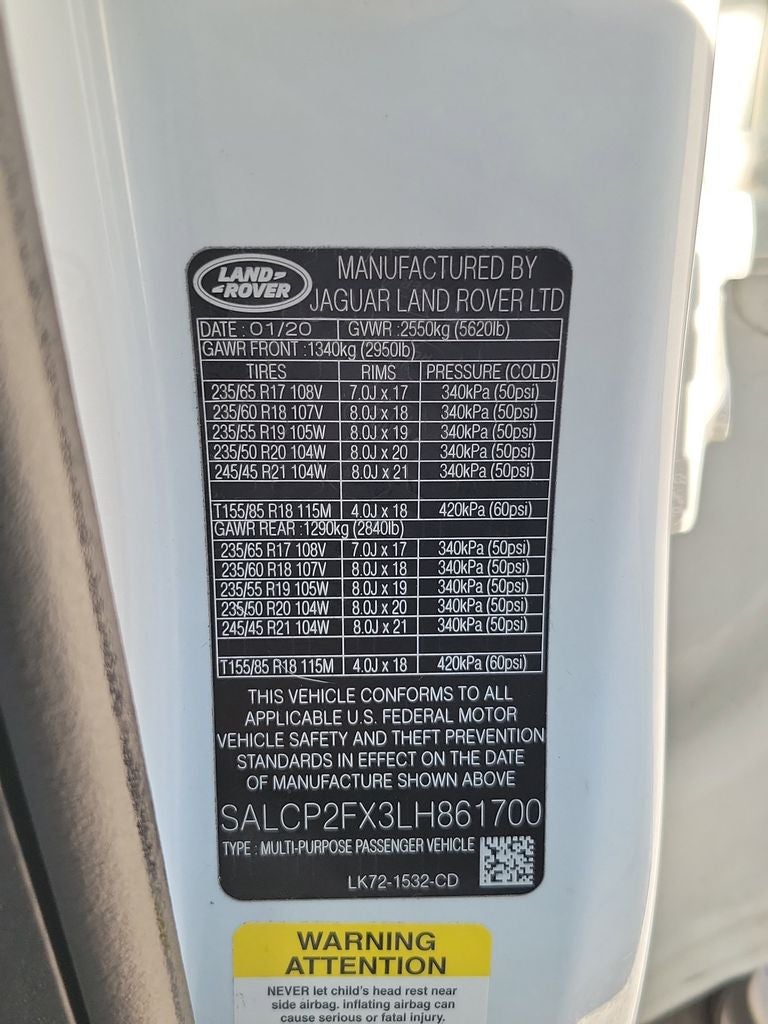 LAND-
-ROVER
MANUFACTURED BY
JAGUAR LAND ROVER LTD
DATE : 01/20 GVWR :2550kg (5620lb)
GAWR FRONT :1340kg (2950lb)
TIRES RIMS PRESSURE (COLD)
235/65 R17 108V 7.0J x 17 340kPa (50psi)
235/60 R18 107V 8.0J x 18 340kPa (50psi)
235/55 R19 105W 8.0J x 19 340kPa (50psi)
235/50 R20 104W 8.0J x 20 340kPa (50psi)
245/45 R21 104W 8.0J x 21 340kPa (50psi)
T155/85 R18 115M 4.0J x 18 420kPa (60psi)
GAWR REAR :1290kg (2840lb)
235/65 R17 108V 7.0J x 17 340kPa (50psi)
235/60 R18 107V 8.0J x 18 340kPa (50psi)
235/55 R19 105W 8.0J x 19 340kPa (50psi)
235/50 R20 104W 8.0J x 20 340kPa (50psi)
245/45 R21 104W 8.0J x 21 340kPa (50psi)
T155/85 R18 115M 4.0J x 18 420kPa (60psi)
THIS VEHICLE CONFORMS TO ALL
APPLICABLE U.S. FEDERAL MOTOR
VEHICLE SAFETY AND THEFT PREVENTION
STANDARDS IN EFFECT ON THE DATE
OF MANUFACTURE SHOWN ABOVE
SALCP2FX3LH861700
TYPE : MULTI-PURPOSE PASSENGER VEHICLE
LK72-1532-CD
WARNING
ATTENTION
NEVER let child's head rest near
side airbag. inflating airbag can
cause serious or fatal injury.